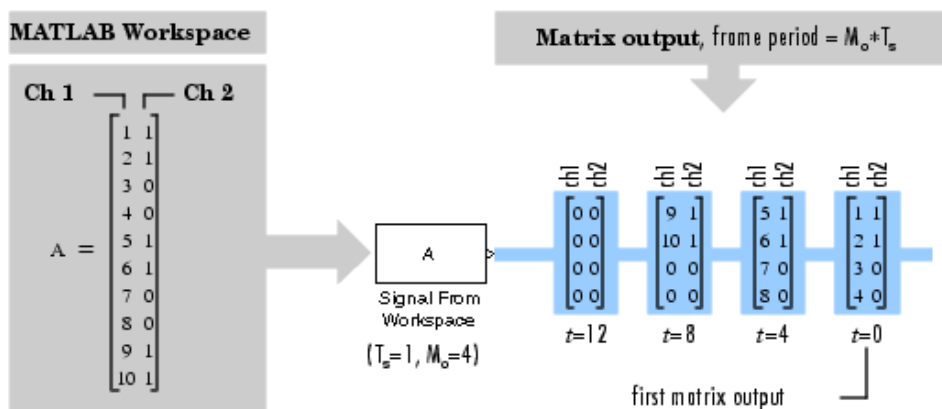 MATLAB Workspace
Matrix output, frame period = Mo*Ts
Ch 1 Ch 2
1 1
2 1
3 0
4 0
A = 5 1
6 1
7 0
8 0
9 1
10 1
A
Signal From
Workspace
(Ts=1, Mo=4)
ch1 ch2 ch1 ch2 ch1 ch2 ch1 ch2
0 0 9 1 5 1 1 1
0 0 10 1 6 1 2 1
0 0 0 0 7 0 3 0
0 0 0 0 8 0 4 0
t=12 t=8 t=4 t=0
first matrix output